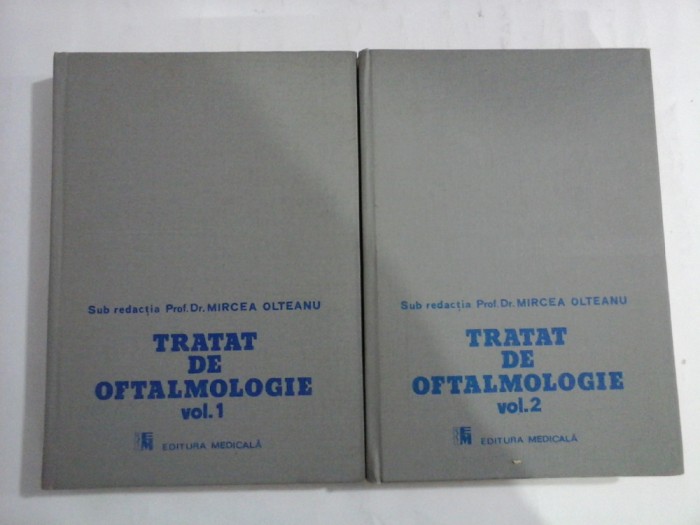 Sub redacția Prof. Dr. MIRCEA OLTEANU
TRATAT
DE
OFTALMOLOGIE
vol. 1
EDITURA MEDICALĂ
Sub redacția Prof. Dr. MIRCEA OLTEANU
TRATAT
DE
OFTALMOLOGIE
vol. 2
EDITURA MEDICALĂ